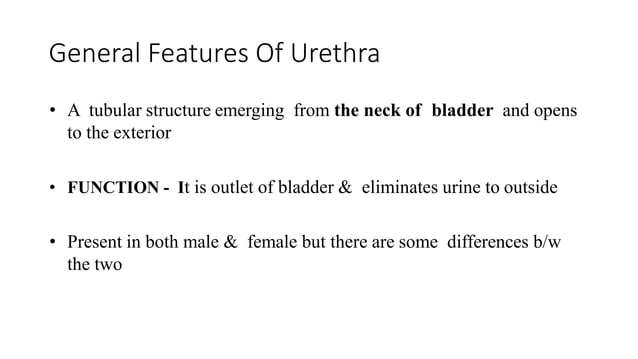 General Features Of Urethra
• A tubular structure emerging from the neck of bladder and opens
to the exterior
• FUNCTION - It is outlet of bladder & eliminates urine to outside
• Present in both male & female but there are some differences b/w
the two